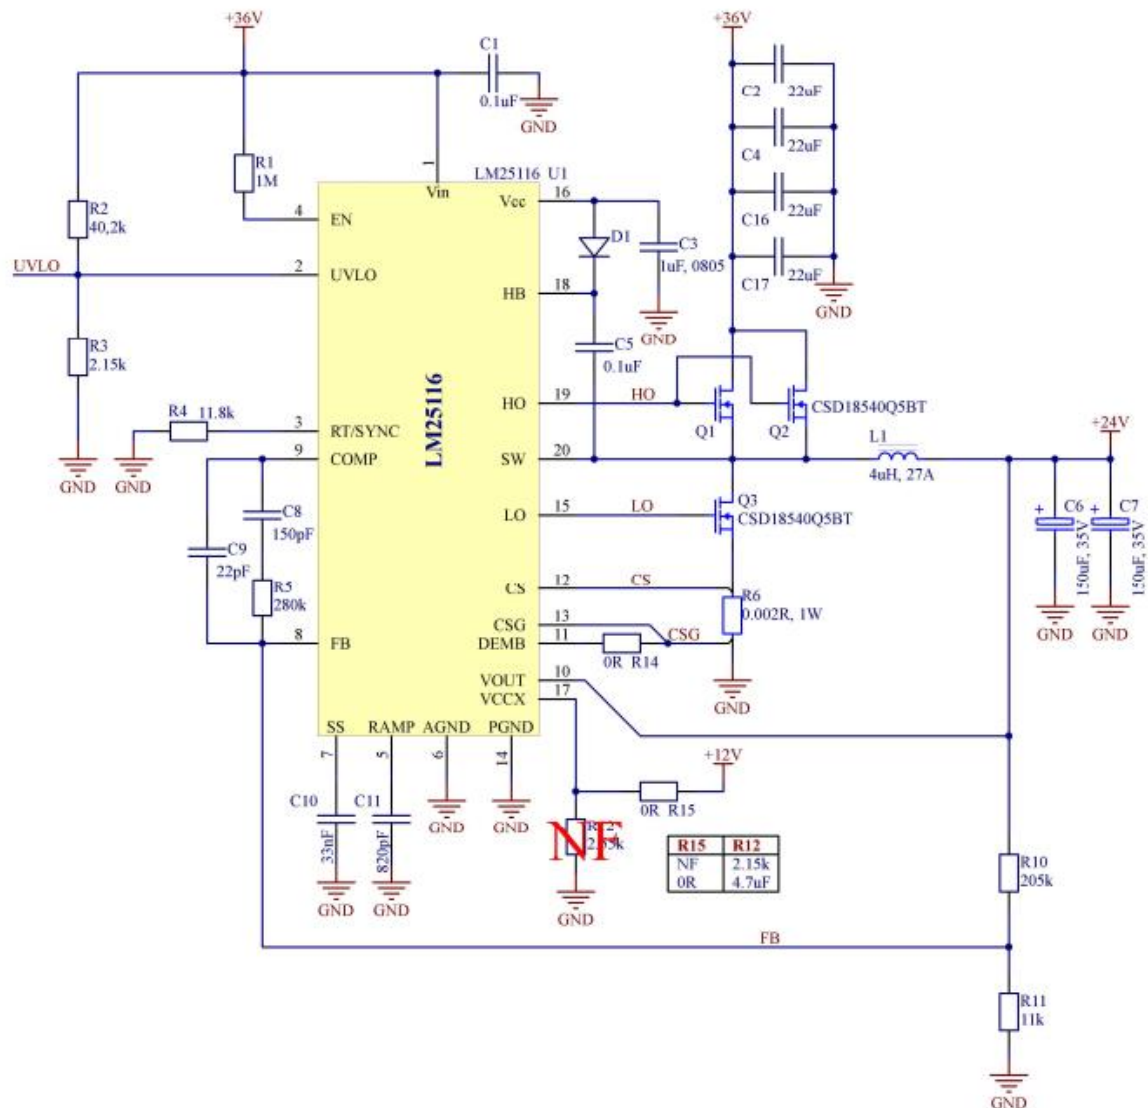 +36V
+36V
C1
0.1uF
GND
C2
22uF
C4
22uF
C16
22uF
C17
22uF
GND
R1
1M
1
Vin
LM25116 U1
R2
40,2k
4
EN
Vcc
16
D1
C3
1uF, 0805
GND
UVLO
2
UVLO
HB
18
C5
0.1uF
R3
2.15k
GND
LM25116
HO
19
HO
Q1
Q2
CSD18540Q5BT
R4
11.8k
GND
3
RT/SYNC
9
COMP
SW
20
L1
4uH, 27A
+24V
C8
150pF
C9
22pF
R5
280k
LO
15
LO
Q3
CSD18540Q5BT
+
C6
150uF, 35V
GND
+
C7
150uF, 35V
GND
CS
12
CS
R6
0.002R, 1W
CSG
13
CSG
8
FB
DEMB
11
0R R14
GND
VOUT
10
VCCX
17
SS
RAMP
AGND
PGND
7
5
6
14
GND
GND
C10
33nF
GND
C11
820pF
GND
+12V
0R R15
NF
GND
R15 R12
NF 2.15k
0R 4.7uF
R10
205k
FB
R11
11k
GND